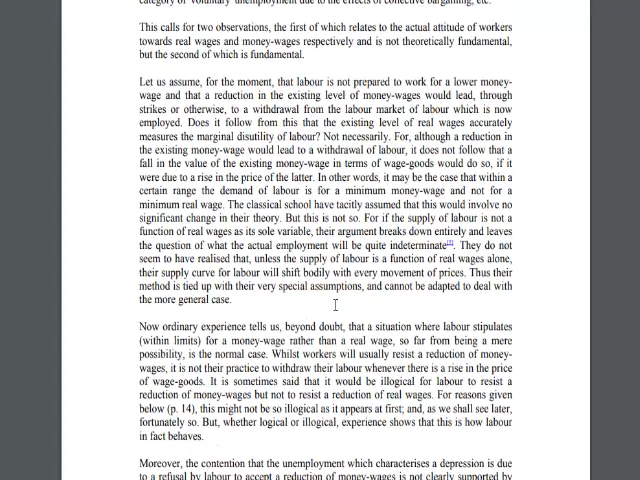 category of 'voluntary' unemployment due to the effects of collective bargaining, etc.
This calls for two observations, the first of which relates to the actual attitude of workers
towards real wages and money-wages respectively and is not theoretically fundamental,
but the second of which is fundamental.
Let us assume, for the moment, that labour is not prepared to work for a lower money-
wage and that a reduction in the existing level of money-wages would lead, through
strikes or otherwise, to a withdrawal from the labour market of labour which is now
employed. Does it follow from this that the existing level of real wages accurately
measures the marginal disutility of labour? Not necessarily. For, although a reduction in
the existing money-wage would lead to a withdrawal of labour, it does not follow that a
fall in the value of the existing money-wage in terms of wage-goods would do so, if it
were due to a rise in the price of the latter. In other words, it may be the case that within a
certain range the demand of labour is for a minimum money-wage and not for a
minimum real wage. The classical school have tacitly assumed that this would involve no
significant change in their theory. But this is not so. For if the supply of labour is not a
function of real wages as its sole variable, their argument breaks down entirely and leaves
the question of what the actual employment will be quite indeterminate[5]. They do not
seem to have realised that, unless the supply of labour is a function of real wages alone,
their supply curve for labour will shift bodily with every movement of prices. Thus their
method is tied up with their very special assumptions, and cannot be adapted to deal with
the more general case.
Now ordinary experience tells us, beyond doubt, that a situation where labour stipulates
(within limits) for a money-wage rather than a real wage, so far from being a mere
possibility, is the normal case. Whilst workers will usually resist a reduction of money-
wages, it is not their practice to withdraw their labour whenever there is a rise in the price
of wage-goods. It is sometimes said that it would be illogical for labour to resist a
reduction of money-wages but not to resist a reduction of real wages. For reasons given
below (p. 14), this might not be so illogical as it appears at first; and, as we shall see later,
fortunately so. But, whether logical or illogical, experience shows that this is how labour
in fact behaves.
Moreover, the contention that the unemployment which characterises a depression is due
to a refusal by labour to accept a reduction of money-wages is not clearly supported by